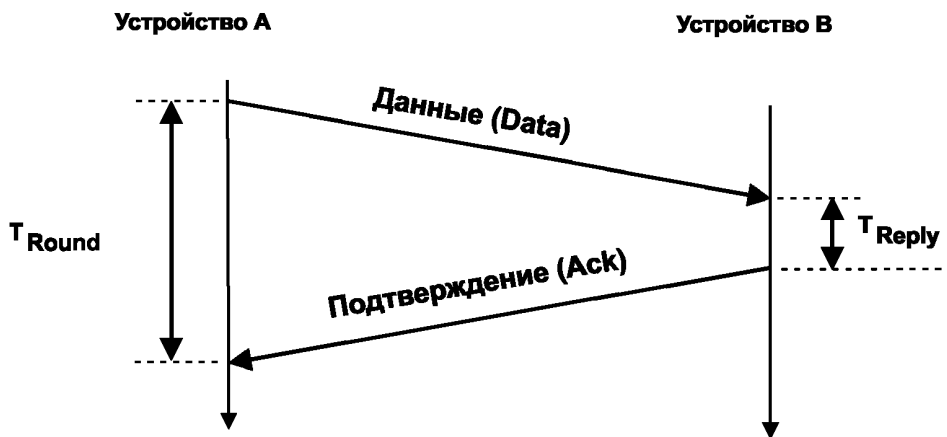 Устройство А
Устройство В
Данные (Data)
T Round
T Reply
Подтверждение (Ack)